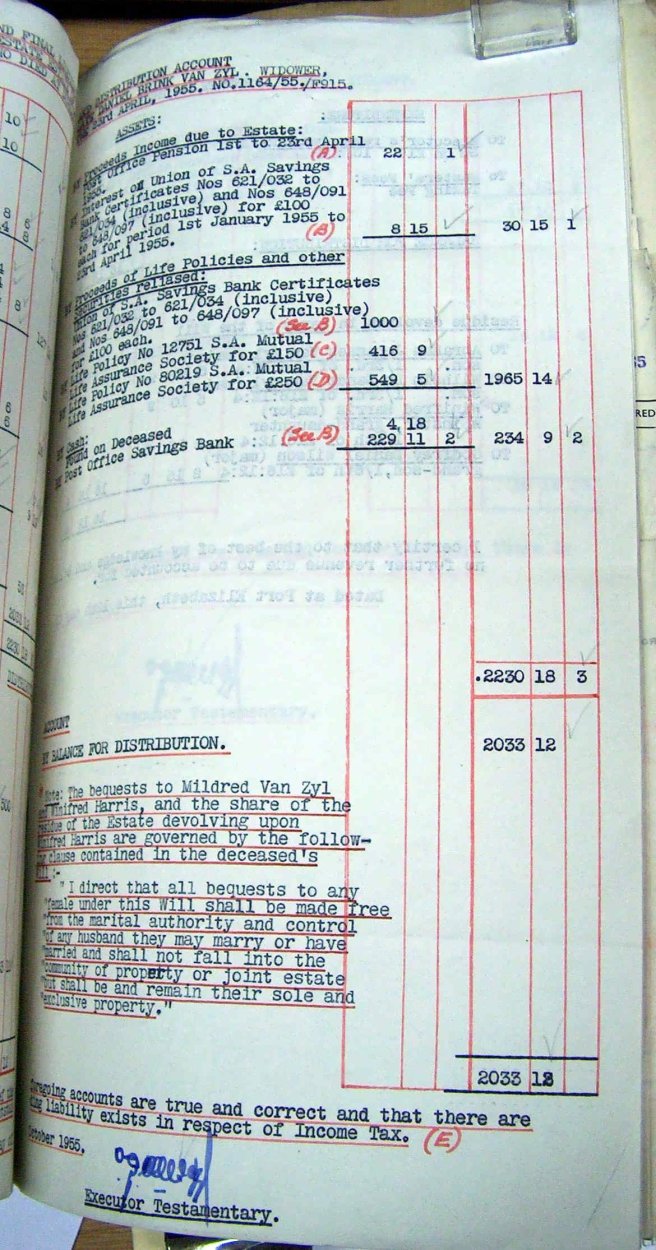 ND FINAL
DISTRIBUTION ACCOUNT
DANIEL BRINK VAN ZYL. WIDOWER,
23RD APRIL, 1955. NO.1164/55./F915.
ASSETS:
Proceeds Income due to Estate:
Post Office Pension 1st to 23rd April
1955. (A) 22 1
Interest on Union of S.A. Savings
Bank Certificates Nos 621/032 to
621/034 (inclusive) and Nos 648/091
to 648/097 (inclusive) for £100
each for period 1st January 1955 to
23rd April 1955. (B) 8 15 30 15 1
Proceeds of Life Policies and other
Securities reliased:
Union of S.A. Savings Bank Certificates
Nos 621/032 to 621/034 (inclusive)
and Nos 648/091 to 648/097 (inclusive)
for £100 each. (See B) 1000
Life Policy No 12751 S.A. Mutual
Life Assurance Society for £150 (C) 416 9
Life Policy No 80219 S.A. Mutual
Life Assurance Society for £250 (D) 549 5 1965 14
Cash:
Found on Deceased 4 18
Post Office Savings Bank (See B) 229 11 2 234 9 2
.2230 18 3
ACCOUNT
BY BALANCE FOR DISTRIBUTION. 2033 12
"Note: The bequests to Mildred Van Zyl
and Winifred Harris, and the share of the
residue of the Estate devolving upon
Winifred Harris are governed by the follow-
ing clause contained in the deceased's
Will:-
" I direct that all bequests to any
"female under this Will shall be made free
"from the marital authority and control
"of any husband they may marry or have
"married and shall not fall into the
"community of property or joint estate
"but shall be and remain their sole and
"exclusive property."
2033 12
foregoing accounts are true and correct and that there are
liability exists in respect of Income Tax. (E)
October 1955.
Executor Testamentary.